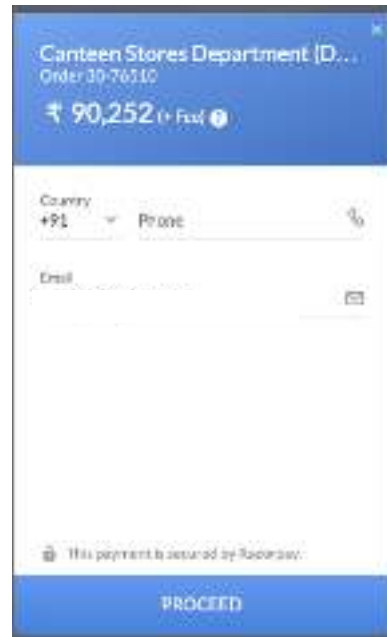 Canteen Stores Department (D...
Order 30-76510
₹ 90,252 (+ Fee)
Country
+91 Phone
Email
This payment is secured by Razorpay.
PROCEED